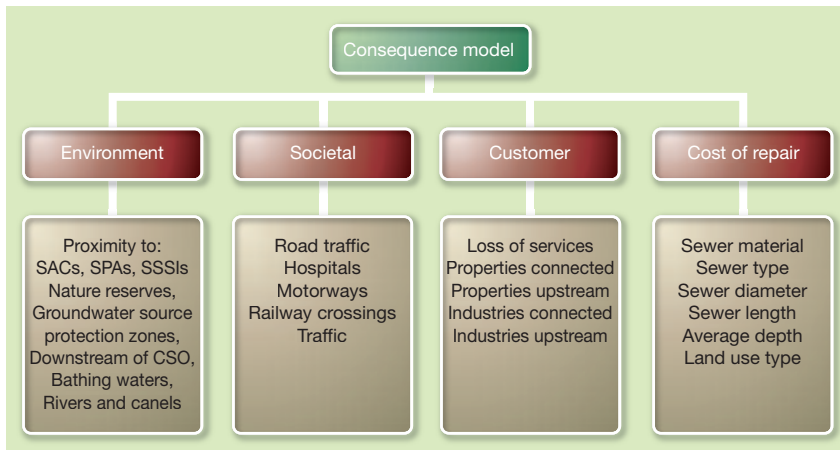 Consequence model
Environment
Societal
Customer
Cost of repair
Proximity to:
SACs, SPAs, SSSIs
Nature reserves,
Groundwater source
protection zones,
Downstream of CSO,
Bathing waters,
Rivers and canels
Road traffic
Hospitals
Motorways
Railway crossings
Traffic
Loss of services
Properties connected
Properties upstream
Industries connected
Industries upstream
Sewer material
Sewer type
Sewer diameter
Sewer length
Average depth
Land use type